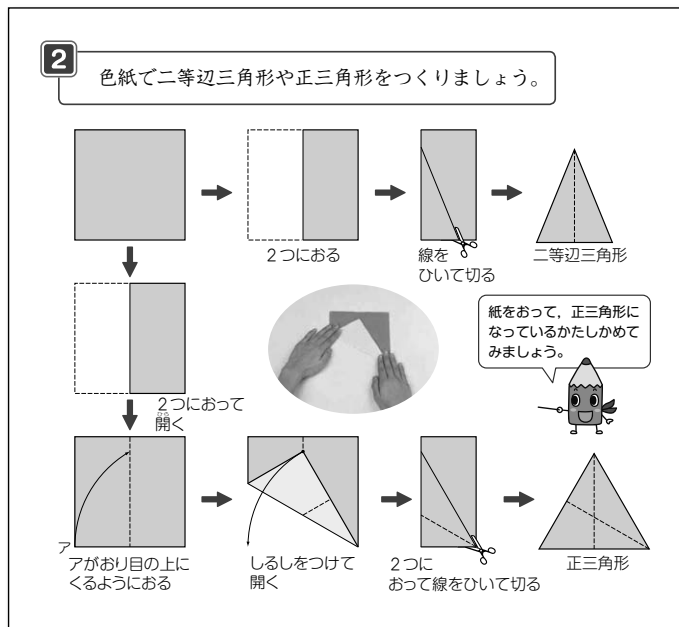 2
色紙で二等辺三角形や正三角形をつくりましょう。
2つにおる
線を
ひいて切る
二等辺三角形
紙をおって，正三角形に
なっているかたしかめて
みましょう。
2つにおって
開く
ひら
ア
アがおり目の上に
くるようにおる
しるしをつけて
開く
2つに
おって線をひいて切る
正三角形